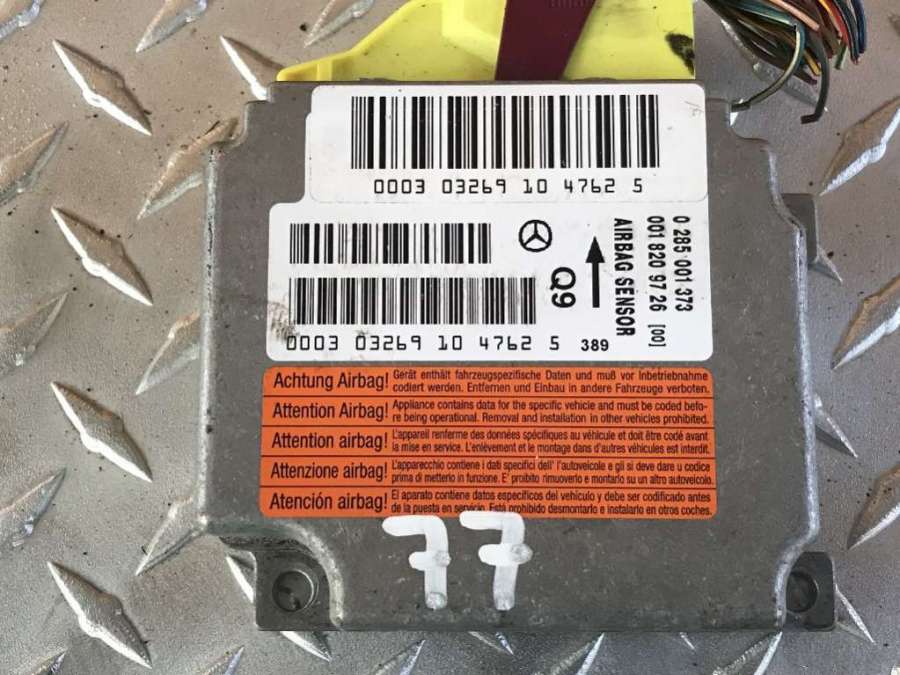 0003 03269 10 4762 5
0 285 001 373
001 820 97 26 [00]
AIRBAG SENSOR
Q9
0003 03269 10 4762 5 389
Achtung Airbag! Gerät enthält fahrzeugspezifische Daten und muß vor Inbetriebnahme
codiert werden. Entfernen und Einbau in andere Fahrzeuge verboten.
Attention Airbag! Appliance contains data for the specific vehicle and must be coded befo-
re being operational. Removal and installation in other vehicles prohibited.
Attention airbag! L'appareil renferme des données spécifiques au véhicule et doit être codé avant
la mise en service. L'enlèvement et le montage dans d'autres véhicules est interdit.
Attenzione airbag! L'apparecchio contiene i dati specifici dell' l'autoveicolo e gli si deve dare u codice
prima di metterlo in funzione. E' proibito rimuoverlo e montarlo su un altro autoveicolo.
Atención airbag! El aparato contiene datos específicos del vehículo y debe ser codificado antes
de la puesta en servicio. Está prohibido desmontarlo e instalarlo en otros coches.
77